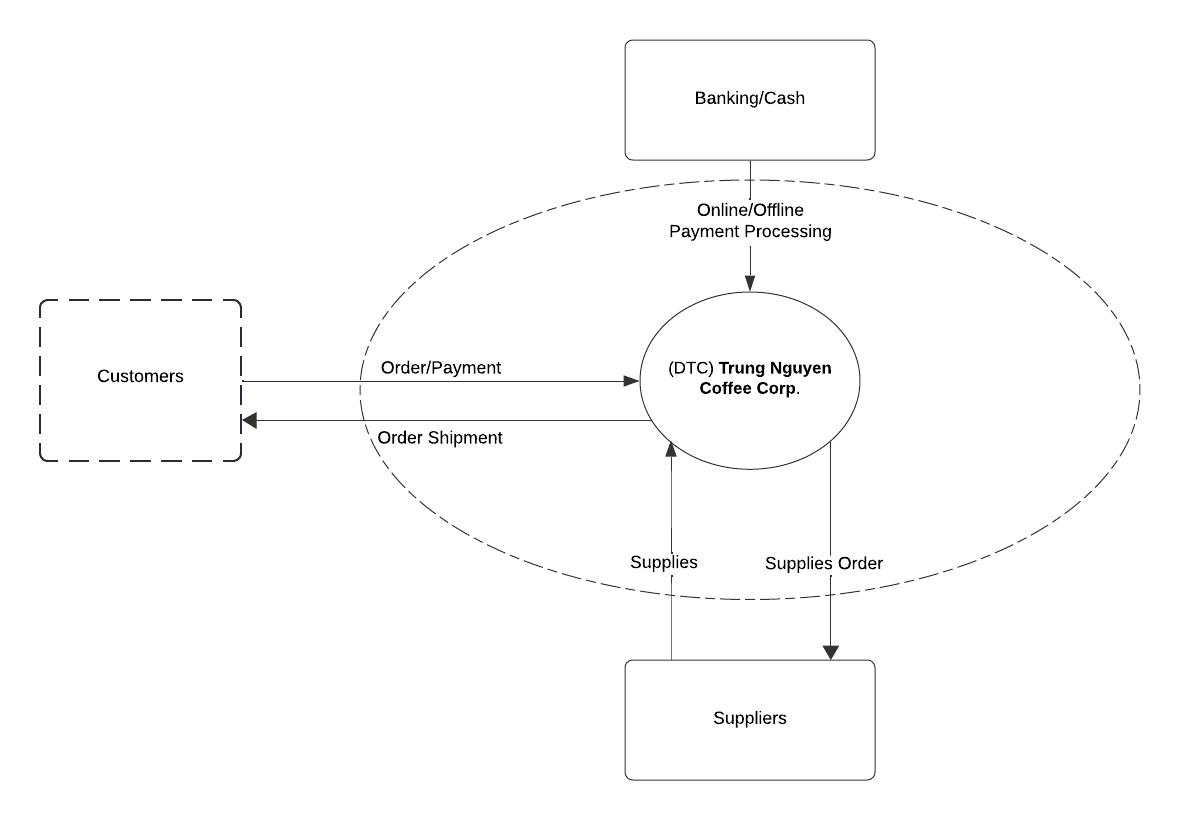 Banking/Cash
Online/Offline
Payment Processing
Customers
Order/Payment
(DTC) Trung Nguyen
Coffee Corp.
Order Shipment
Supplies
Supplies Order
Suppliers